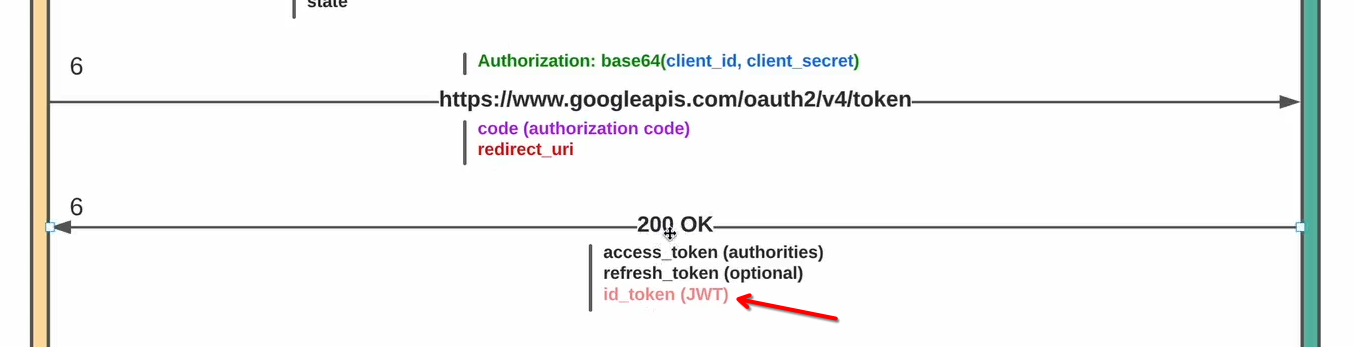 state
6
Authorization: base64(client_id, client_secret)
https://www.googleapis.com/oauth2/v4/token
code (authorization code)
redirect_uri
6
200 OK
access_token (authorities)
refresh_token (optional)
id_token (JWT)